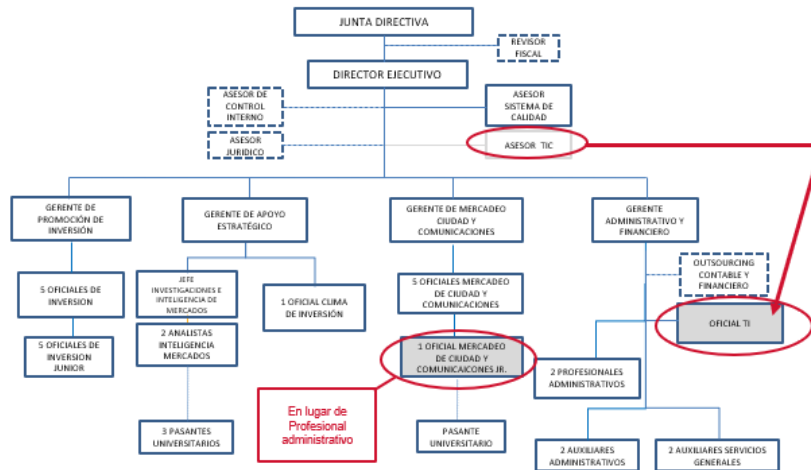 JUNTA DIRECTIVA
REVISOR
FISCAL
DIRECTOR EJECUTIVO
ASESOR DE
CONTROL
INTERNO
ASESOR
SISTEMA DE
CALIDAD
ASESOR
JURIDICO
ASESOR TIC
GERENTE DE
PROMOCIÓN DE
INVERSIÓN
GERENTE DE APOYO
ESTRATÉGICO
GERENTE DE MERCADEO
CIUDAD Y
COMUNICACIONES
GERENTE
ADMINISTRATIVO Y
FINANCIERO
OUTSOURCING
CONTABLE Y
FINANCIERO
5 OFICIALES DE
INVERSION
JEFE
INVESTIGACIONES E
INTELIGENCIA DE
MERCADOS
1 OFICIAL CLIMA
DE INVERSIÓN
5 OFICIALES MERCADEO
DE CIUDAD Y
COMUNICACIONES
OFICIAL TI
5 OFICIALES
DE INVERSION
JUNIOR
2 ANALISTAS
INTELIGENCIA
MERCADOS
1 OFICIAL MERCADEO
DE CIUDAD Y
COMUNICAICONES JR.
2 PROFESIONALES
ADMINISTRATIVOS
En lugar de
Profesional
administrativo
3 PASANTES
UNIVERSITARIOS
PASANTE
UNIVERSITARIO
2 AUXILIARES
ADMINISTRATIVOS
2 AUXILIARES SERVICIOS
GENERALES